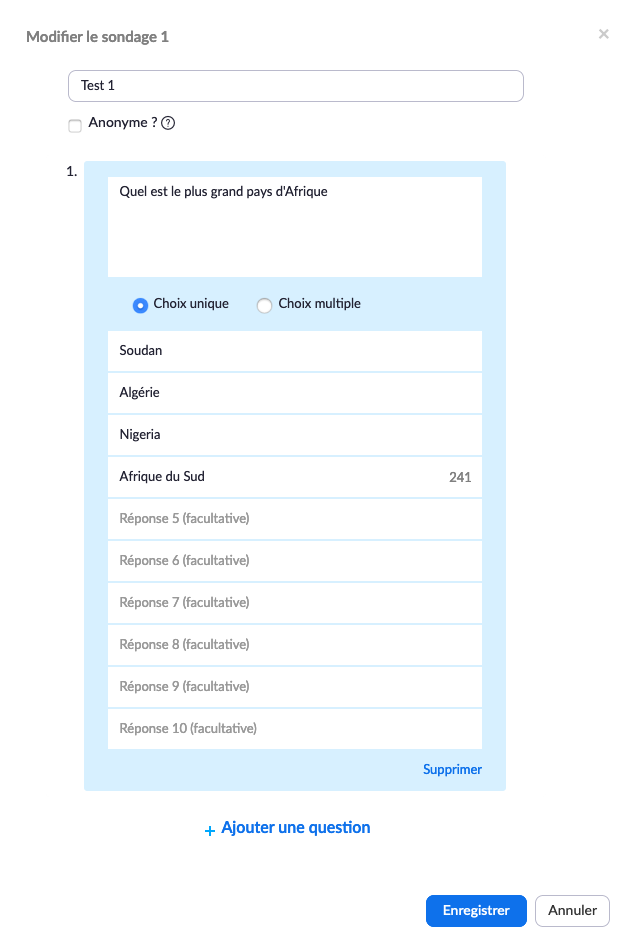 Modifier le sondage 1
×
Test 1
Anonyme ? ?
1.
Quel est le plus grand pays d'Afrique
Choix unique Choix multiple
Soudan
Algérie
Nigeria
Afrique du Sud 241
Réponse 5 (facultative)
Réponse 6 (facultative)
Réponse 7 (facultative)
Réponse 8 (facultative)
Réponse 9 (facultative)
Réponse 10 (facultative)
Supprimer
+ Ajouter une question
Enregistrer Annuler